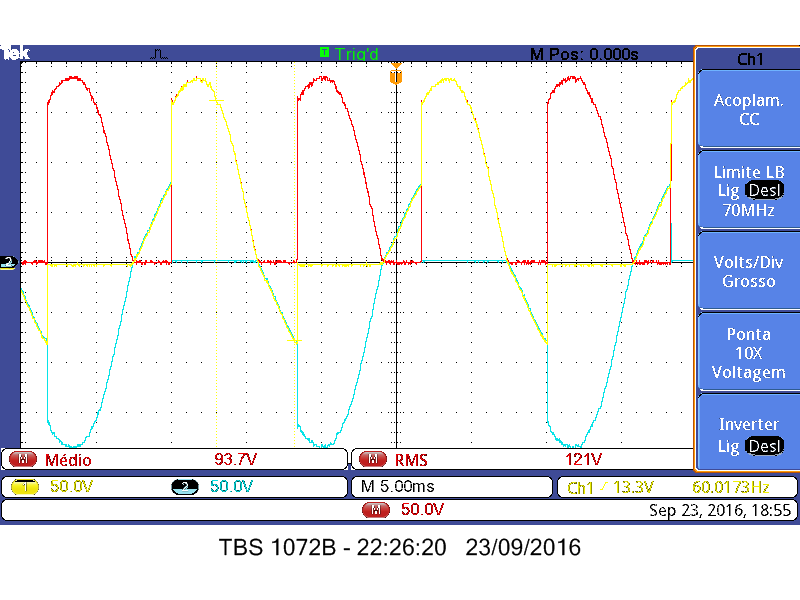 Tek T Trig'd M Pos: 0.000s Ch1
T
Acoplam.
CC
Limite LB
Lig Desl
70MHz
2
Volts/Div
Grosso
Ponta
10X
Voltagem
Inverter
Lig Desl
M Médio 93.7V M RMS 121V
1 50.0V 2 50.0V M 5.00ms Ch1 / 13.3V 60.0173Hz
M 50.0V Sep 23, 2016, 18:55
TBS 1072B - 22:26:20 23/09/2016